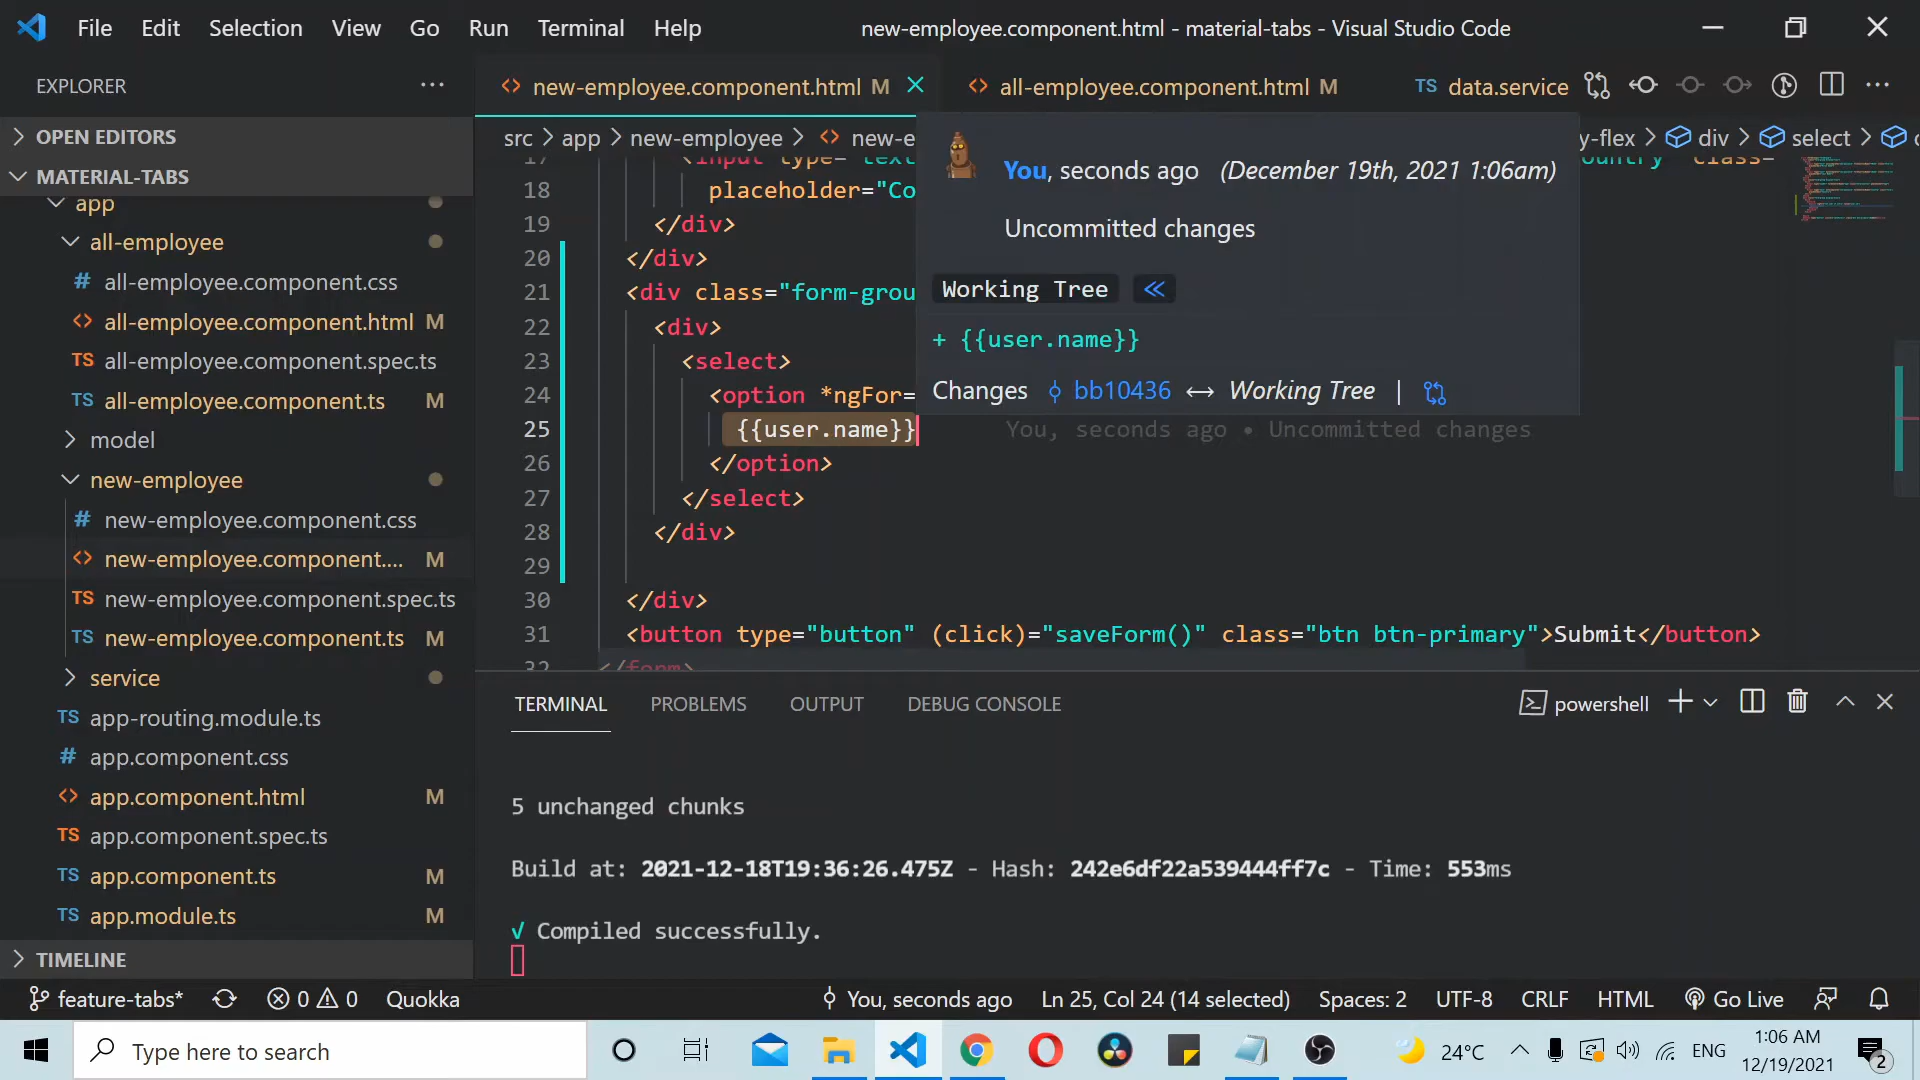 File Edit Selection View Go Run Terminal Help
new-employee.component.html - material-tabs - Visual Studio Code
EXPLORER
new-employee.component.html M
all-employee.component.html M
TS data.service
OPEN EDITORS
MATERIAL-TABS
app
all-employee
# all-employee.component.css
<> all-employee.component.html M
TS all-employee.component.spec.ts
TS all-employee.component.ts M
model
new-employee
# new-employee.component.css
<> new-employee.component.... M
TS new-employee.component.spec.ts
TS new-employee.component.ts M
service
TS app-routing.module.ts
# app.component.css
<> app.component.html M
TS app.component.spec.ts
TS app.component.ts M
TS app.module.ts M
TIMELINE
src > app > new-employee > <> new-e
y-flex > div > select >
17 <input type="text
18 placeholder="Co
19 </div>
20 </div>
21 <div class="form-grou
22 <div>
23 <select>
24 <option *ngFor=
25 {{user.name}} You, seconds ago • Uncommitted changes
26 </option>
27 </select>
28 </div>
29
30 </div>
31 <button type="button" (click)="saveForm()" class="btn btn-primary">Submit</button>
32 </form>
You, seconds ago (December 19th, 2021 1:06am)
Uncommitted changes
Working Tree
+ {{user.name}}
Changes bb10436 ↔ Working Tree |
TERMINAL PROBLEMS OUTPUT DEBUG CONSOLE
powershell
5 unchanged chunks
Build at: 2021-12-18T19:36:26.475Z - Hash: 242e6df22a539444ff7c - Time: 553ms
√ Compiled successfully.
feature-tabs* 0 0 Quokka
You, seconds ago Ln 25, Col 24 (14 selected) Spaces: 2 UTF-8 CRLF HTML Go Live
Type here to search
24°C
ENG
1:06 AM
12/19/2021
2